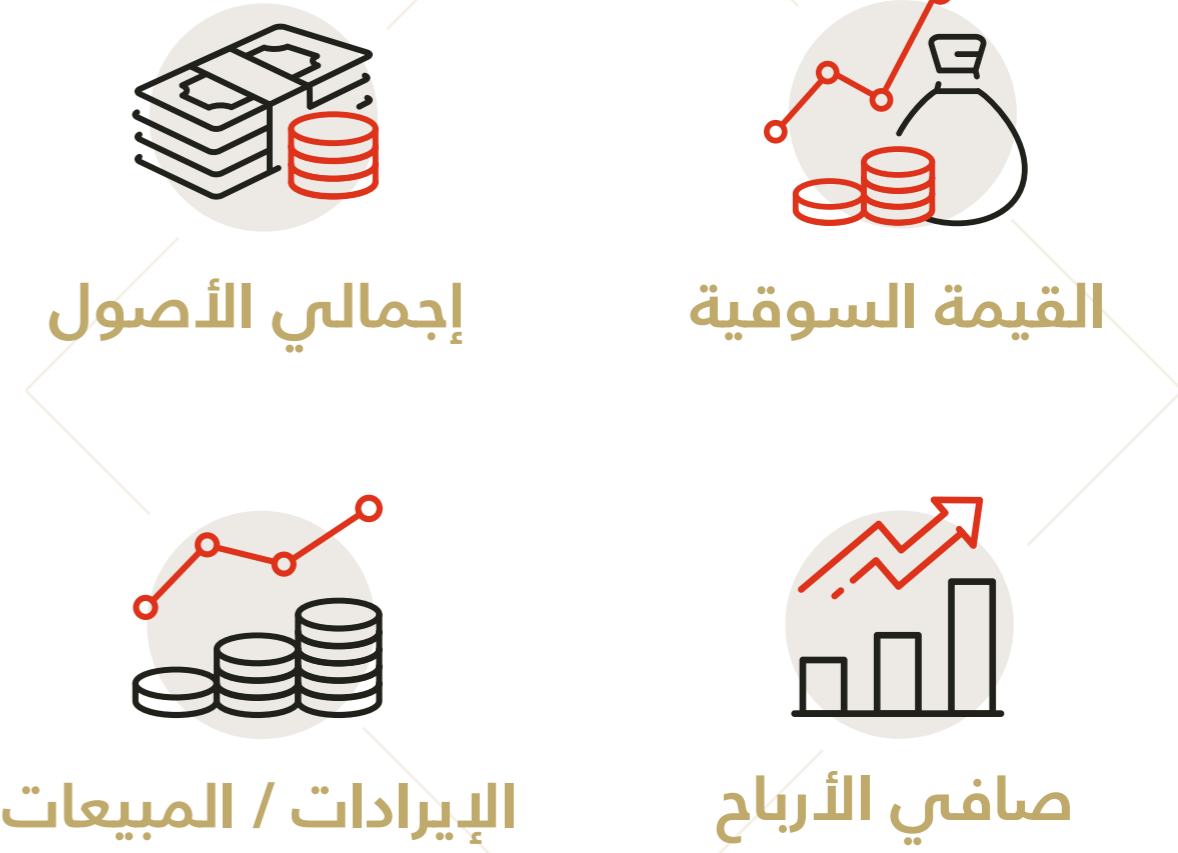 القيمة السوقية
إجمالي الأصول
صافي الأرباح
الإيرادات / المبيعات